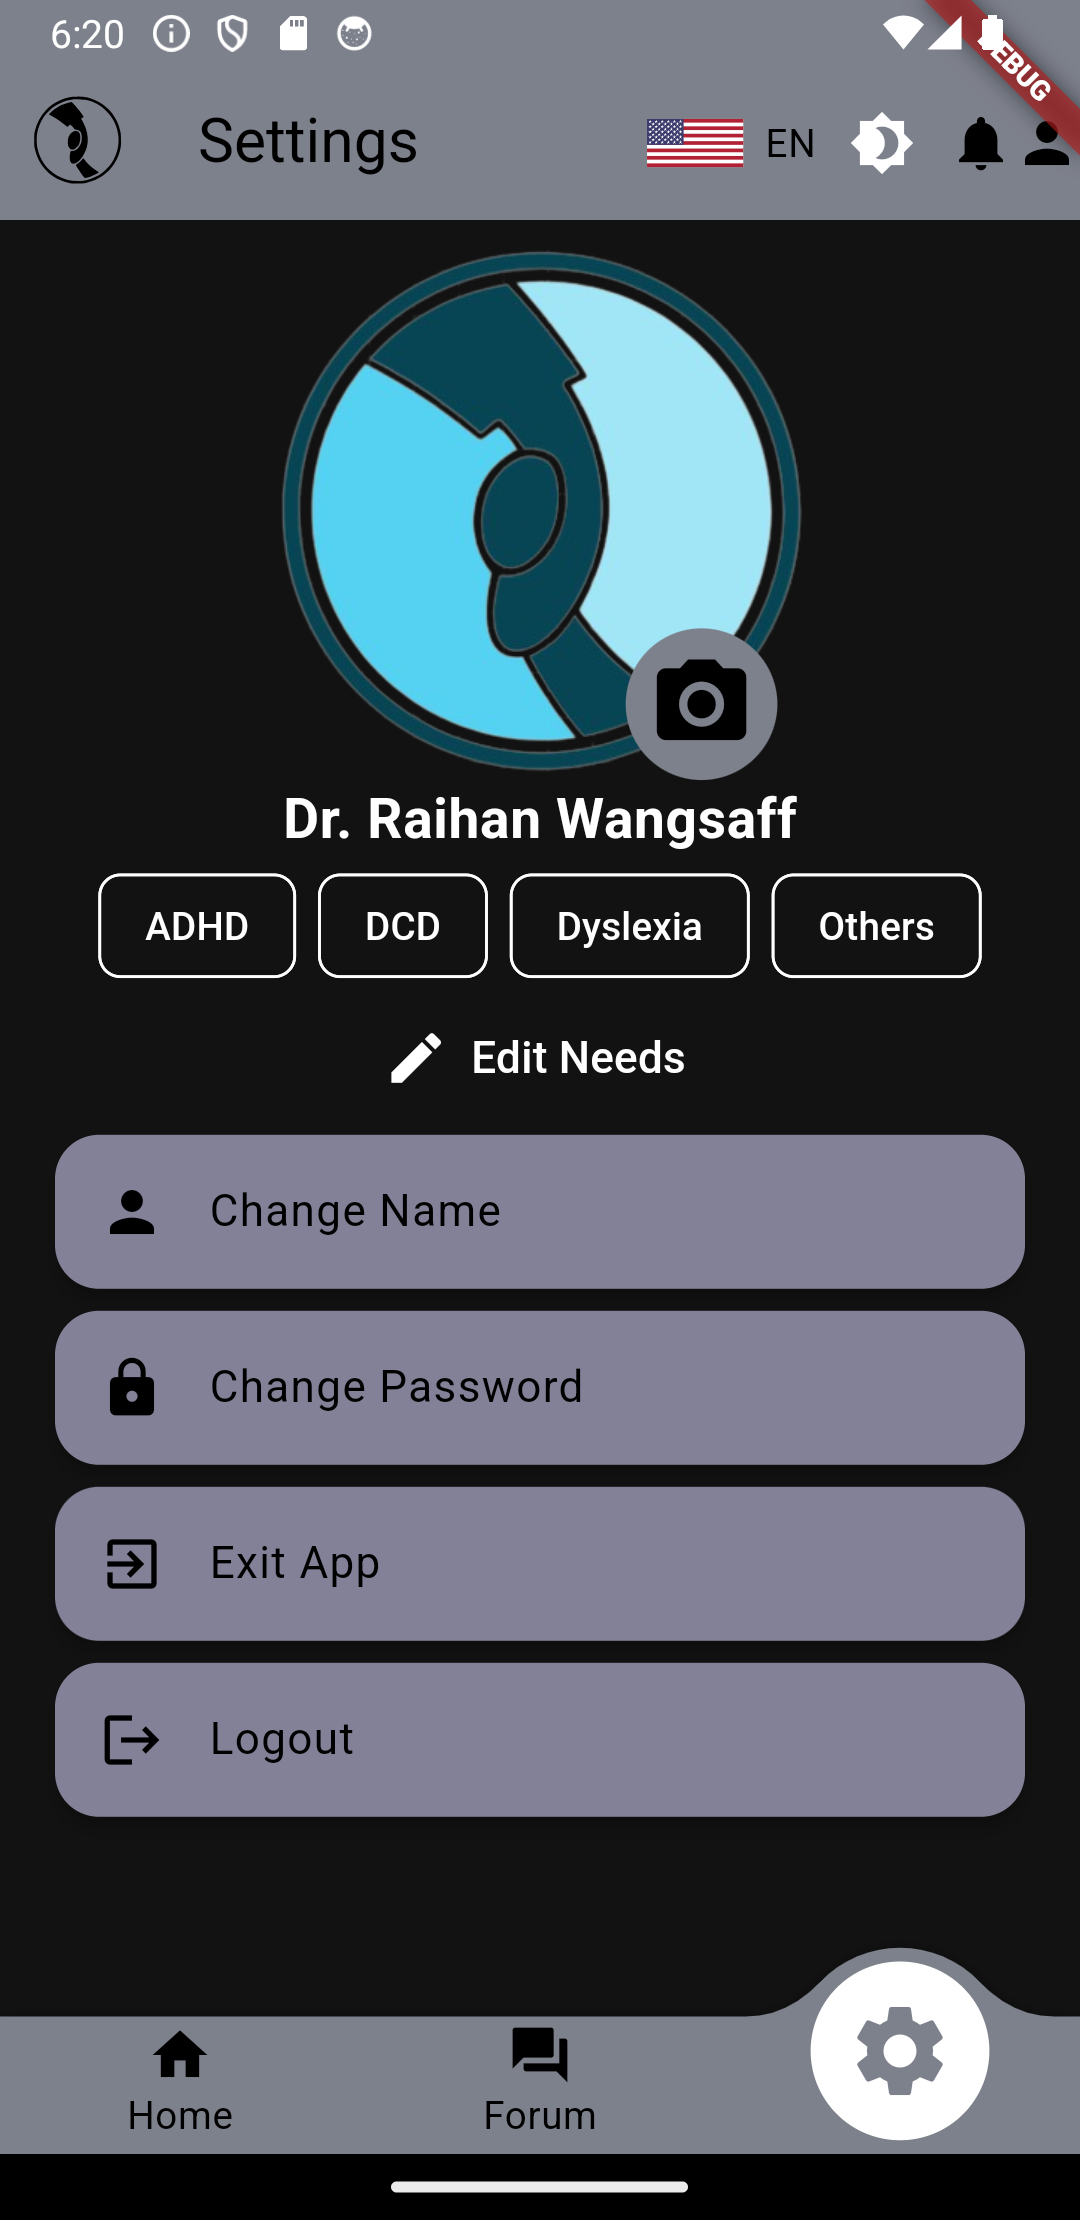 6:20
Settings
EN
EBUG
Dr. Raihan Wangsaff
ADHD DCD Dyslexia Others
Edit Needs
Change Name
Change Password
Exit App
Logout
Home Forum